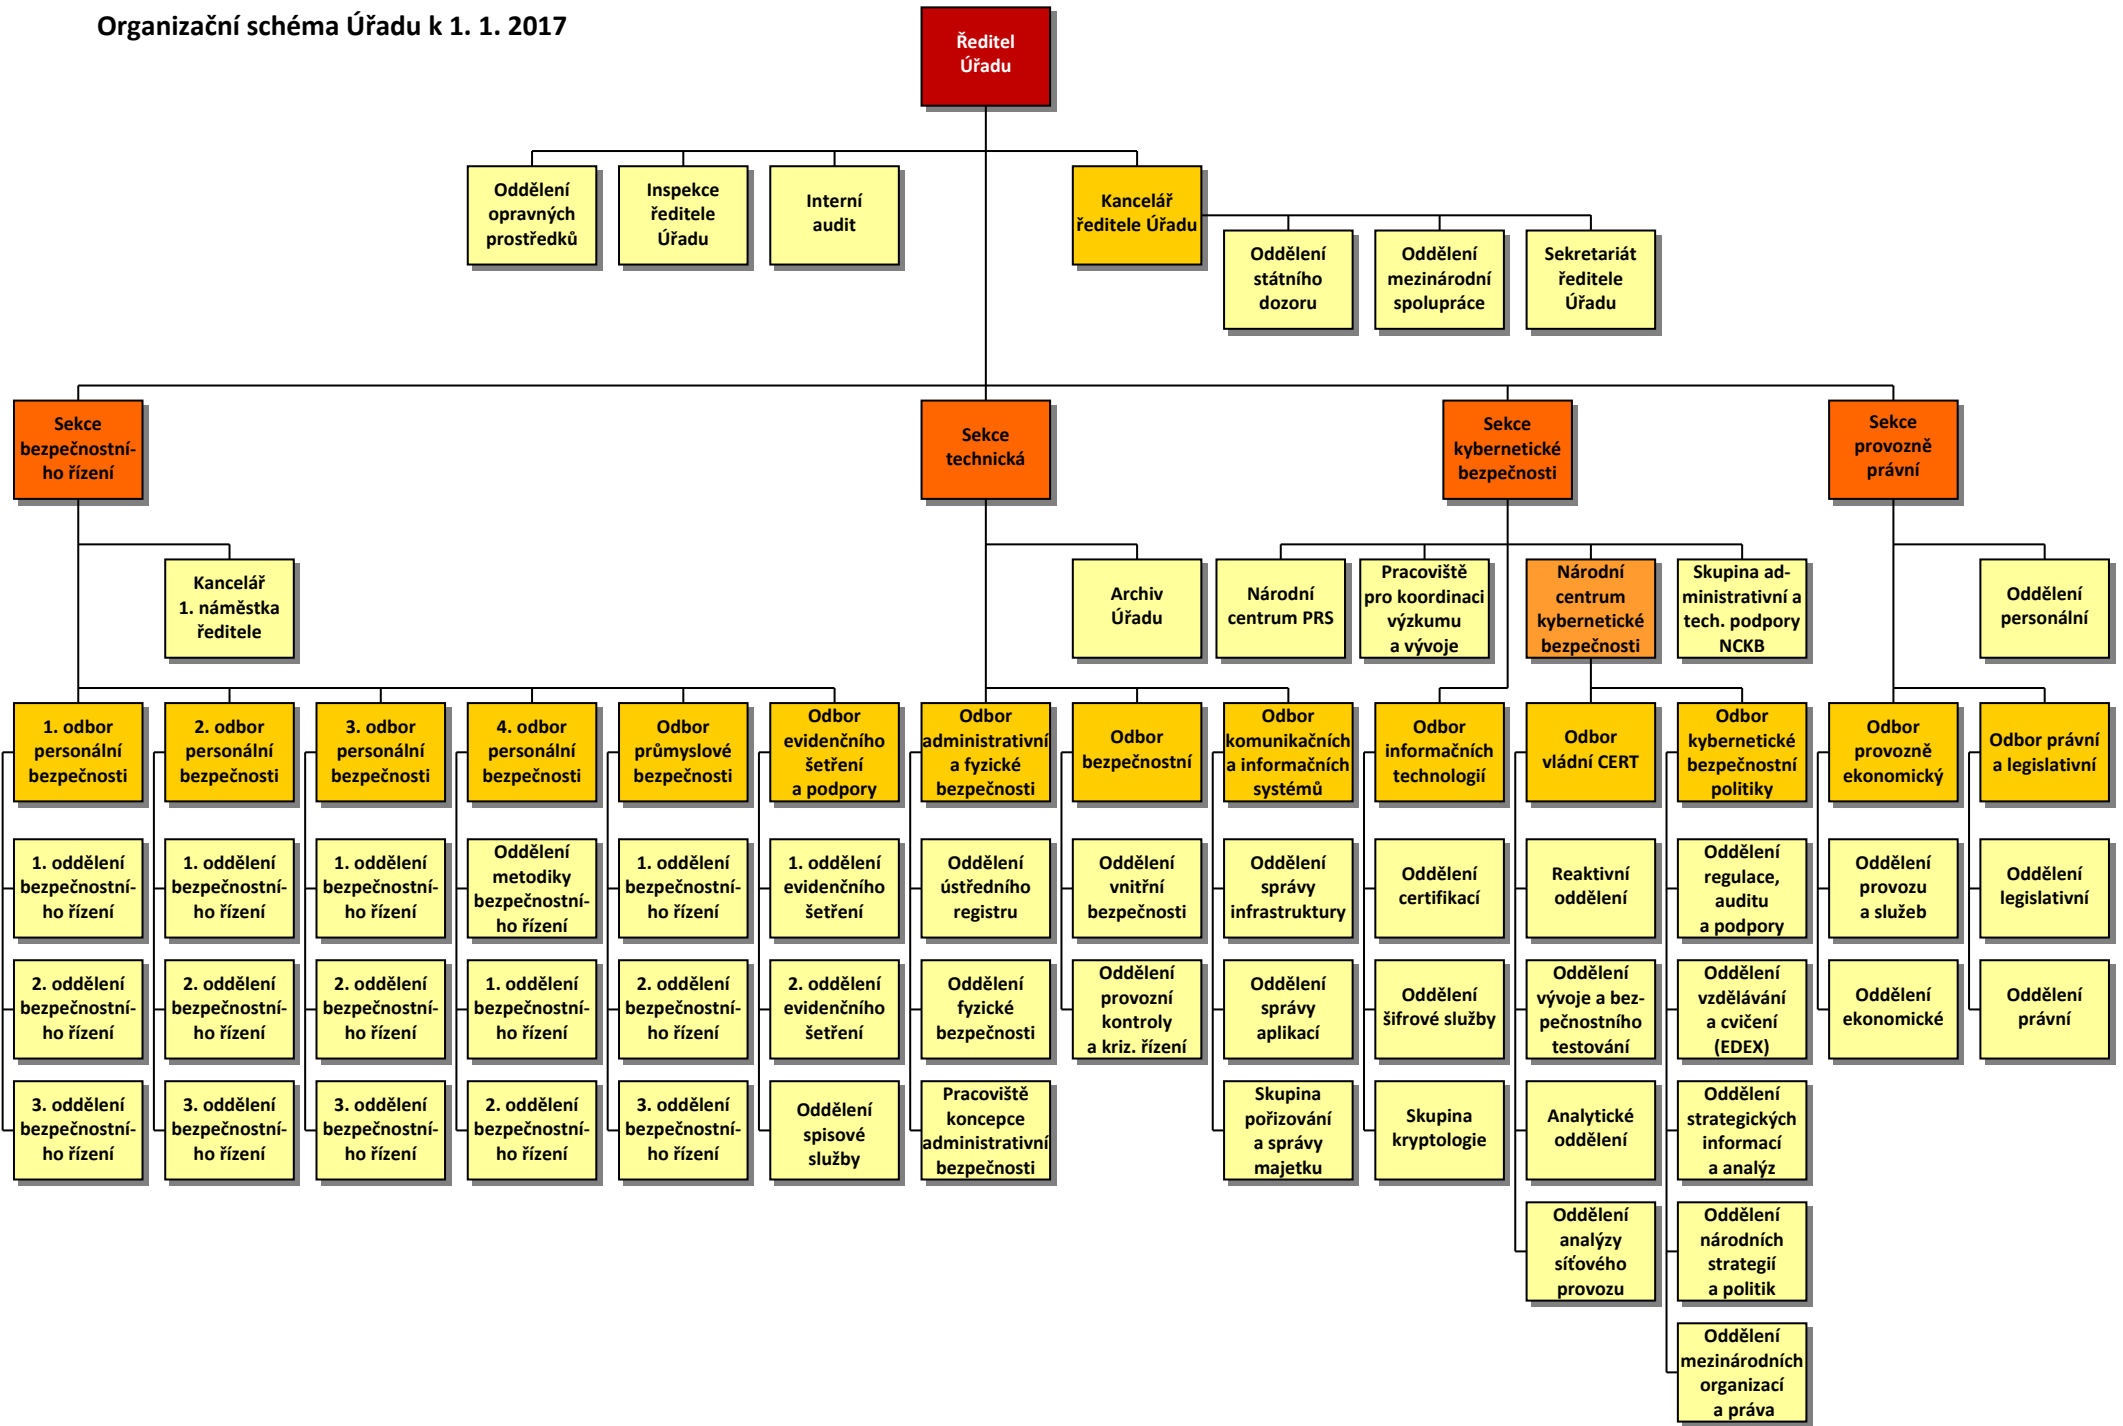 Organizační schéma Úřadu k 1. 1. 2017
Ředitel
Úřadu
Oddělení
opravných
prostředků
Inspekce
ředitele
Úřadu
Interní
audit
Kancelář
ředitele Úřadu
Oddělení
státního
dozoru
Oddělení
mezinárodní
spolupráce
Sekretariát
ředitele
Úřadu
Sekce
bezpečnostní-
ho řízení
Sekce
technická
Sekce
kybernetické
bezpečnosti
Sekce
provozně
právní
Kancelář
1. náměstka
ředitele
Archiv
Úřadu
Národní
centrum PRS
Pracoviště
pro koordinaci
výzkumu
a vývoje
Národní
centrum
kybernetické
bezpečnosti
Skupina ad-
ministrativní a
tech. podpory
NCKB
Oddělení
personální
1. odbor
personální
bezpečnosti
2. odbor
personální
bezpečnosti
3. odbor
personální
bezpečnosti
4. odbor
personální
bezpečnosti
Odbor
průmyslové
bezpečnosti
Odbor
evidenčního
šetření
a podpory
Odbor
administrativní
a fyzické
bezpečnosti
Odbor
bezpečnostní
Odbor
komunikačních
a informačních
systémů
Odbor
informačních
technologií
Odbor
vládní CERT
Odbor
kybernetické
bezpečnostní
politiky
Odbor
provozně
ekonomický
Odbor právní
a legislativní
1. oddělení
bezpečnostní-
ho řízení
1. oddělení
bezpečnostní-
ho řízení
1. oddělení
bezpečnostní-
ho řízení
Oddělení
metodiky
bezpečnostní-
ho řízení
1. oddělení
bezpečnostní-
ho řízení
1. oddělení
evidenčního
šetření
Oddělení
ústředního
registru
Oddělení
vnitřní
bezpečnosti
Oddělení
správy
infrastruktury
Oddělení
certifikací
Reaktivní
oddělení
Oddělení
regulace,
auditu
a podpory
Oddělení
provozu
a služeb
Oddělení
legislativní
2. oddělení
bezpečnostní-
ho řízení
2. oddělení
bezpečnostní-
ho řízení
2. oddělení
bezpečnostní-
ho řízení
1. oddělení
bezpečnostní-
ho řízení
2. oddělení
bezpečnostní-
ho řízení
2. oddělení
evidenčního
šetření
Oddělení
fyzické
bezpečnosti
Oddělení
provozní
kontroly
a kriz. řízení
Oddělení
správy
aplikací
Oddělení
šifrové služby
Oddělení
vývoje a bez-
pečnostního
testování
Oddělení
vzdělávání
a cvičení
(EDEX)
Oddělení
ekonomické
Oddělení
právní
3. oddělení
bezpečnostní-
ho řízení
3. oddělení
bezpečnostní-
ho řízení
3. oddělení
bezpečnostní-
ho řízení
2. oddělení
bezpečnostní-
ho řízení
3. oddělení
bezpečnostní-
ho řízení
Oddělení
spisové
služby
Pracoviště
koncepce
administrativní
bezpečnosti
Skupina
pořizování
a správy
majetku
Skupina
kryptologie
Analytické
oddělení
Oddělení
strategických
informací
a analýz
Oddělení
analýzy
síťového
provozu
Oddělení
národních
strategií
a politik
Oddělení
mezinárodních
organizací
a práva